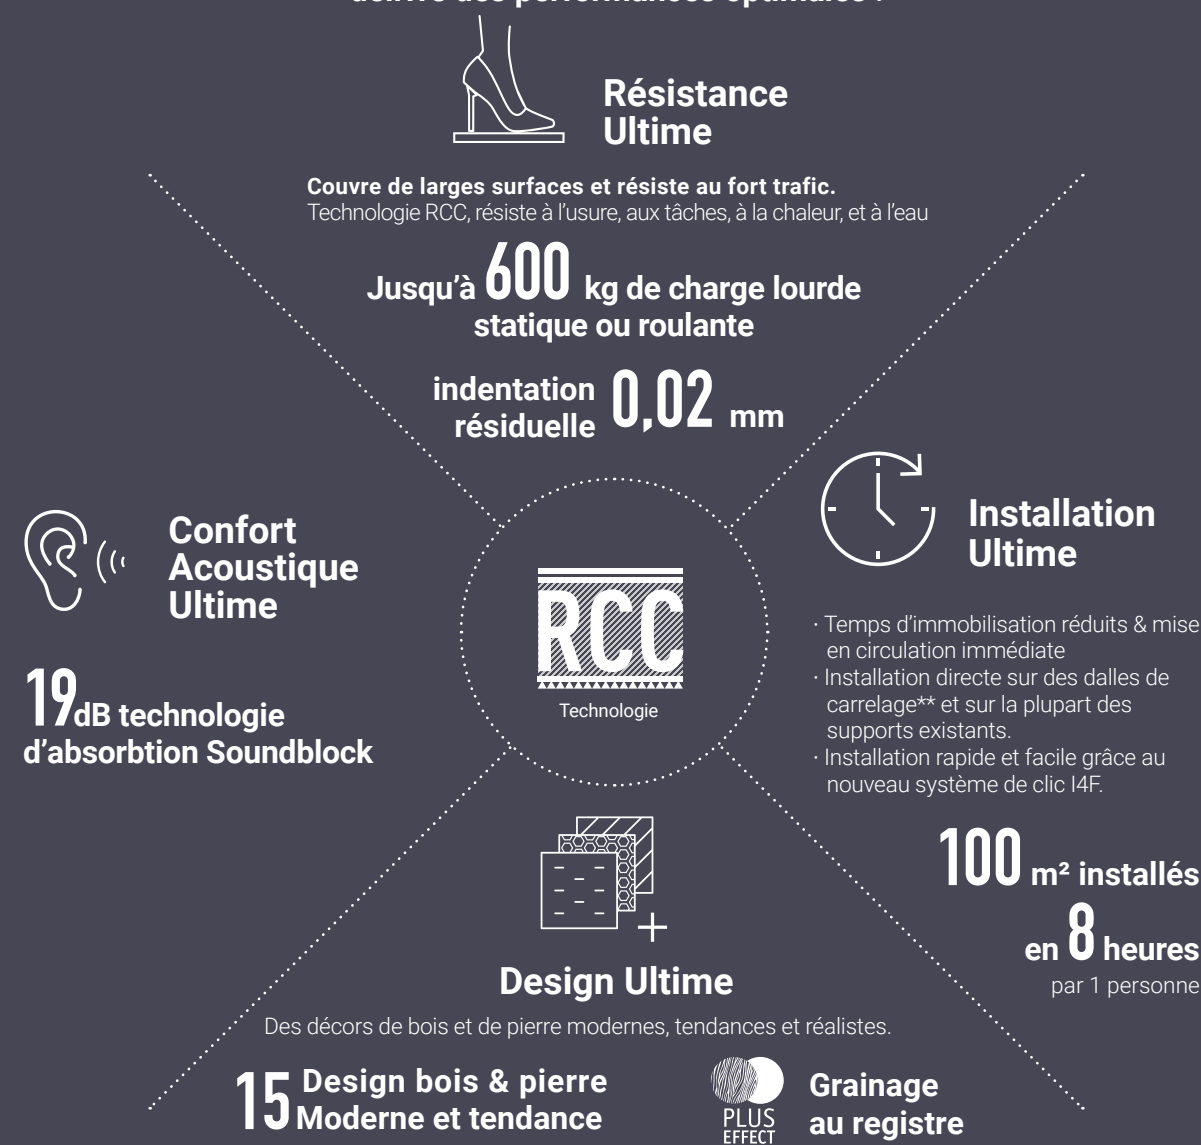 délivre des performances optimales :
Résistance
Ultime
Couvre de larges surfaces et résiste au fort trafic.
Technologie RCC, résiste à l'usure, aux tâches, à la chaleur, et à l'eau
Jusqu'à 600 kg de charge lourde
statique ou roulante
indentation
résiduelle 0,02 mm
Confort
Acoustique
Ultime
19dB technologie
d'absorbtion Soundblock
RCC
Technologie
Installation
Ultime
· Temps d'immobilisation réduits & mise
en circulation immédiate
· Installation directe sur des dalles de
carrelage** et sur la plupart des
supports existants.
· Installation rapide et facile grâce au
nouveau système de clic I4F.
100 m² installés
en 8 heures
par 1 personne
Design Ultime
Des décors de bois et de pierre modernes, tendances et réalistes.
15 Design bois & pierre
Moderne et tendance
PLUS
EFFECT
Grainage
au registre